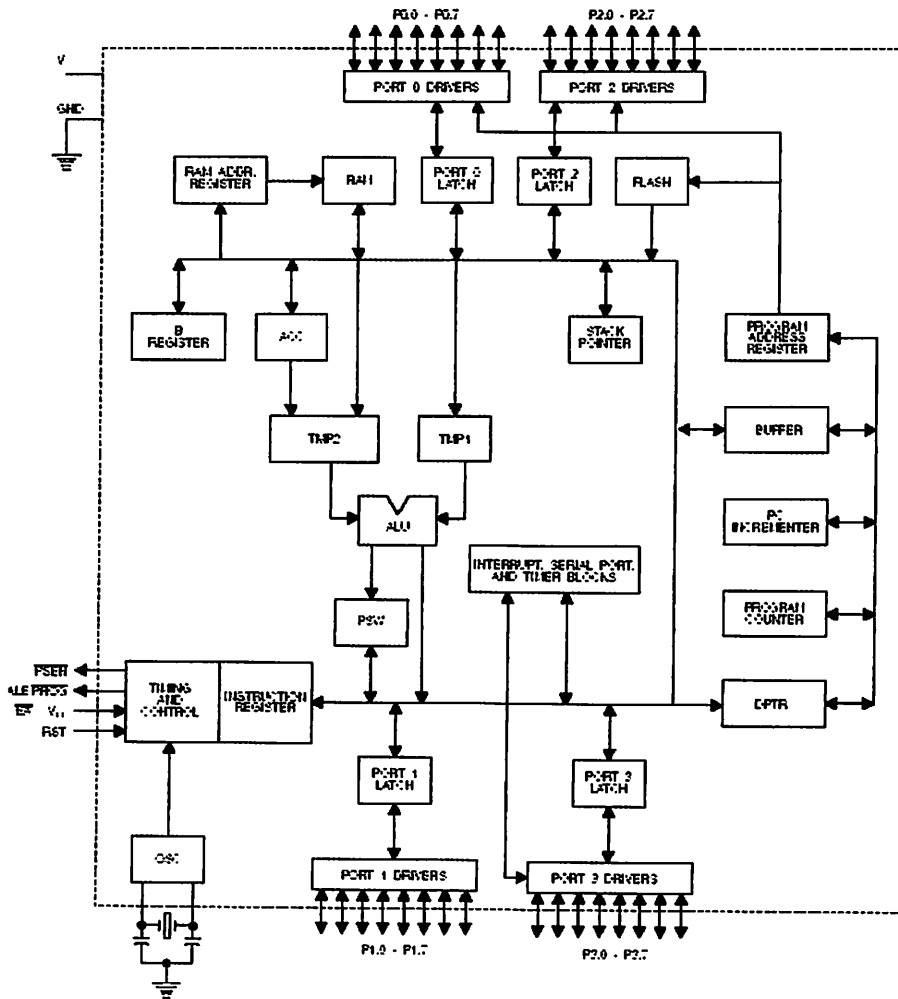 P0.0 - P0.7
P2.0 - P2.7
V
GND
PORT 0 DRIVERS
PORT 2 DRIVERS
RAM ADDR.
REGISTER
RAM
PORT 0
LATCH
PORT 2
LATCH
FLASH
B
REGISTER
ACC
STACK
POINTER
PROGRAM
ADDRESS
REGISTER
TMP2
TMP1
BUFFER
ALU
PC
INCREMENTER
INTERRUPT, SERIAL PORT,
AND TIMER BLOCKS
PSW
PROGRAM
COUNTER
PSEN
ALE/PROG
EA
RST
TIMING
AND
CONTROL
INSTRUCTION
REGISTER
DPTR
PORT 1
LATCH
PORT 3
LATCH
OSC
PORT 1 DRIVERS
PORT 3 DRIVERS
P1.0 - P1.7
P3.0 - P3.7